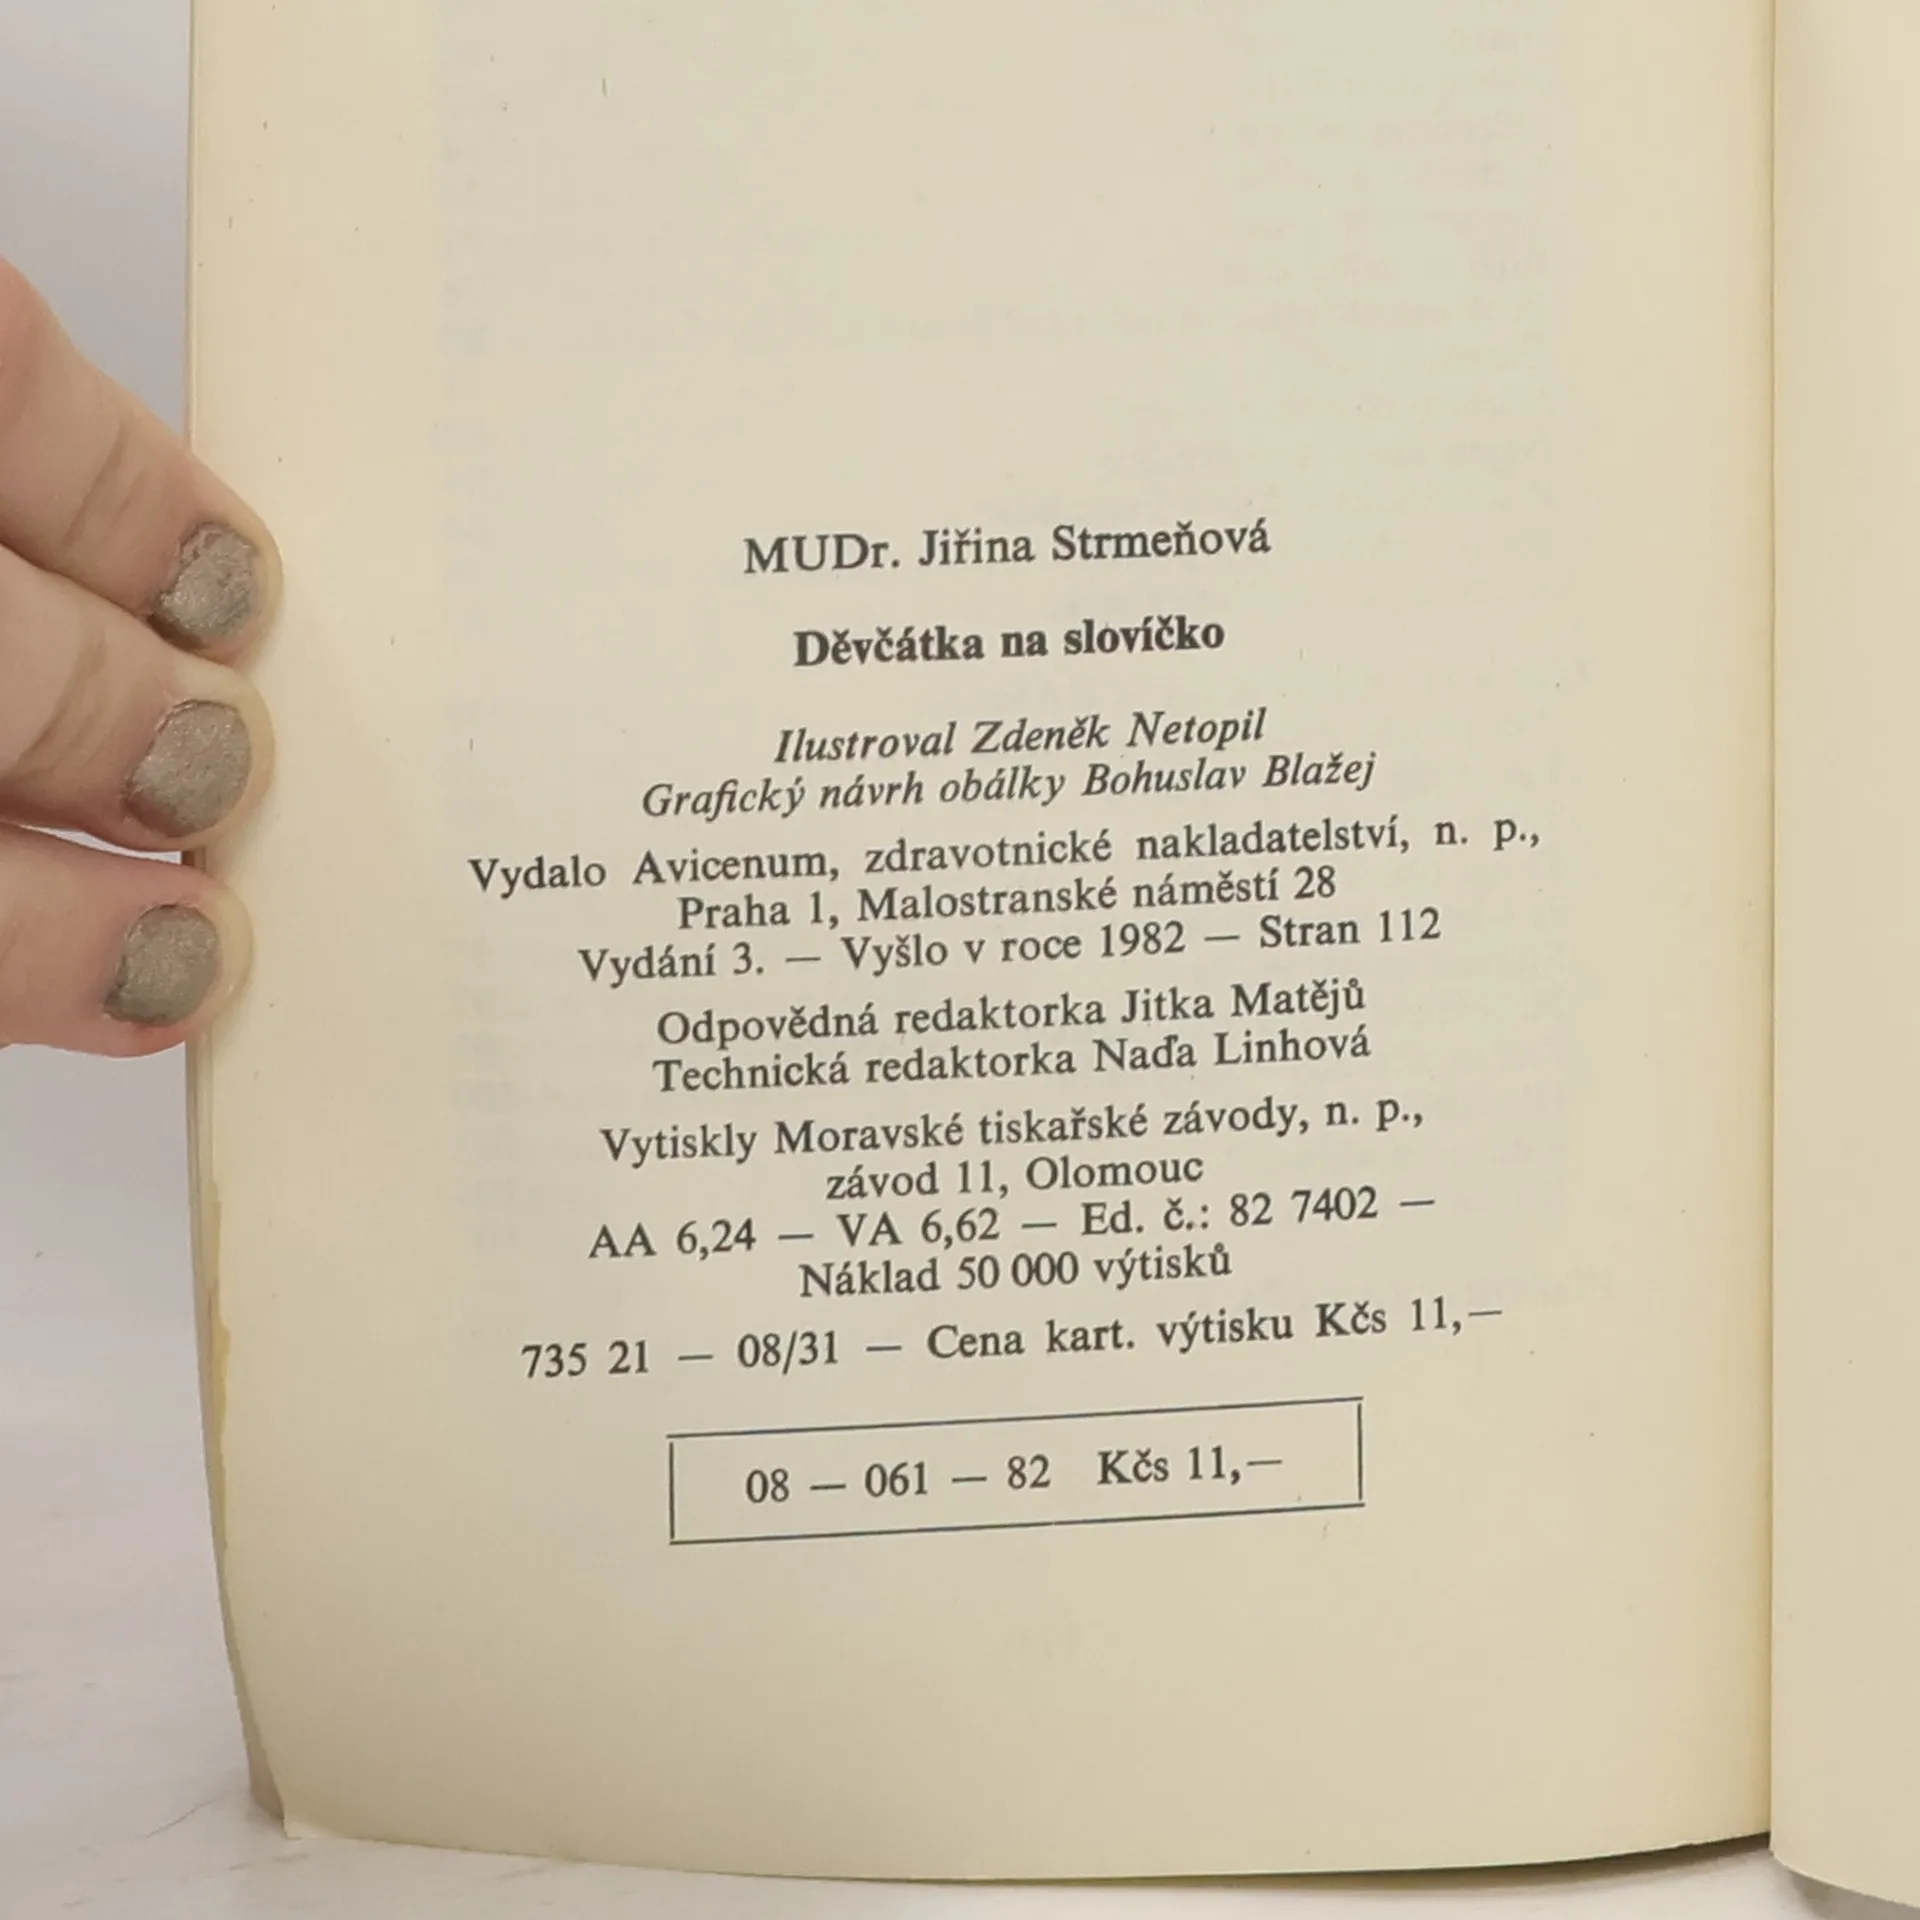 MUDr. Jiřina Strmeňová
Děvčátka na slovíčko
Ilustroval Zdeněk Netopil
Grafický návrh obálky Bohuslav Blažej
Vydalo Avicenum, zdravotnické nakladatelství, n. p.,
Praha 1, Malostranské náměstí 28
Vydání 3. — Vyšlo v roce 1982 — Stran 112
Odpovědná redaktorka Jitka Matějů
Technická redaktorka Naďa Linhová
Vytiskly Moravské tiskařské závody, n. p.,
závod 11, Olomouc
AA 6,24 — VA 6,62 — Ed. č.: 82 7402 —
Náklad 50 000 výtisků
735 21 — 08/31 — Cena kart. výtisku Kčs 11,—
08 — 061 — 82 Kčs 11,—